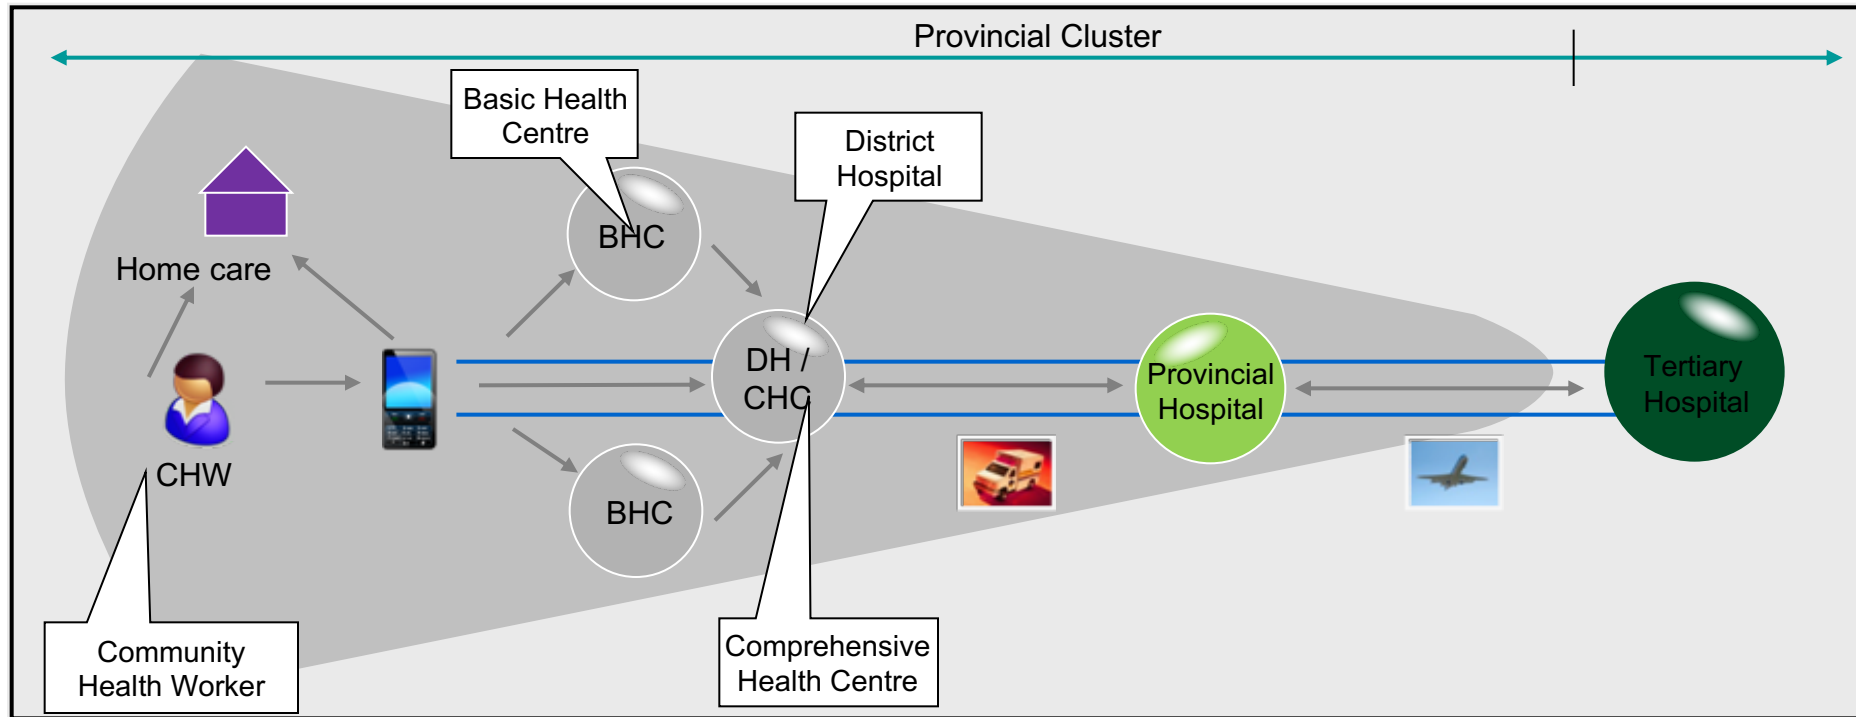 Provincial Cluster
Basic Health
Centre
District
Hospital
BHC
Home care
DH /
CHC
Provincial
Hospital
Tertiary
Hospital
CHW
BHC
Community
Health Worker
Comprehensive
Health Centre